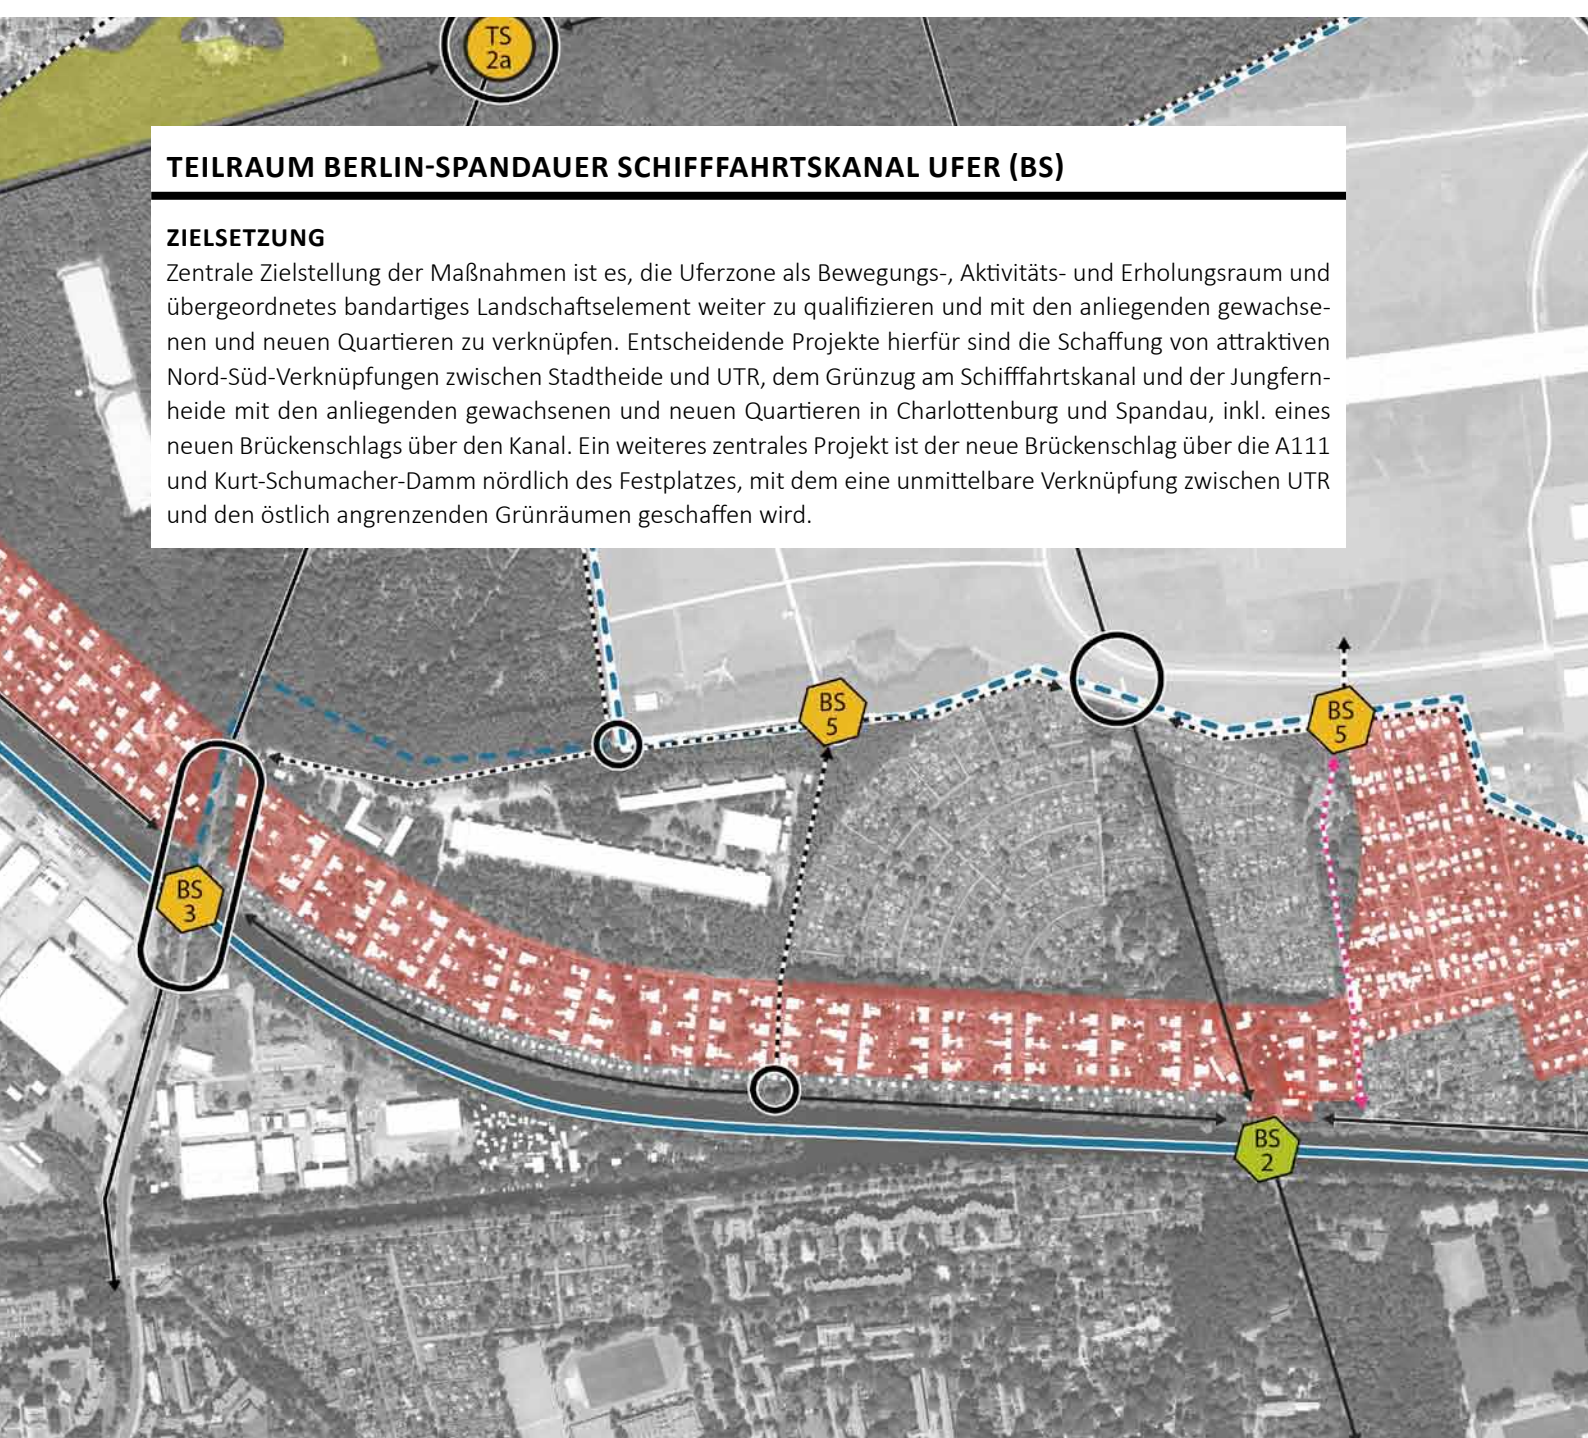 TS
2a
TEILRAUM BERLIN-SPANDAUER SCHIFFFAHRTSKANAL UFER (BS)
ZIELSETZUNG
Zentrale Zielstellung der Maßnahmen ist es, die Uferzone als Bewegungs-, Aktivitäts- und Erholungsraum und
übergeordnetes bandartiges Landschaftselement weiter zu qualifizieren und mit den anliegenden gewachse-
nen und neuen Quartieren zu verknüpfen. Entscheidende Projekte hierfür sind die Schaffung von attraktiven
Nord-Süd-Verknüpfungen zwischen Stadtheide und UTR, dem Grünzug am Schifffahrtskanal und der Jungfern-
heide mit den anliegenden gewachsenen und neuen Quartieren in Charlottenburg und Spandau, inkl. eines
neuen Brückenschlags über den Kanal. Ein weiteres zentrales Projekt ist der neue Brückenschlag über die A111
und Kurt-Schumacher-Damm nördlich des Festplatzes, mit dem eine unmittelbare Verknüpfung zwischen UTR
und den östlich angrenzenden Grünräumen geschaffen wird.
BS
5
BS
5
BS
3
BS
2